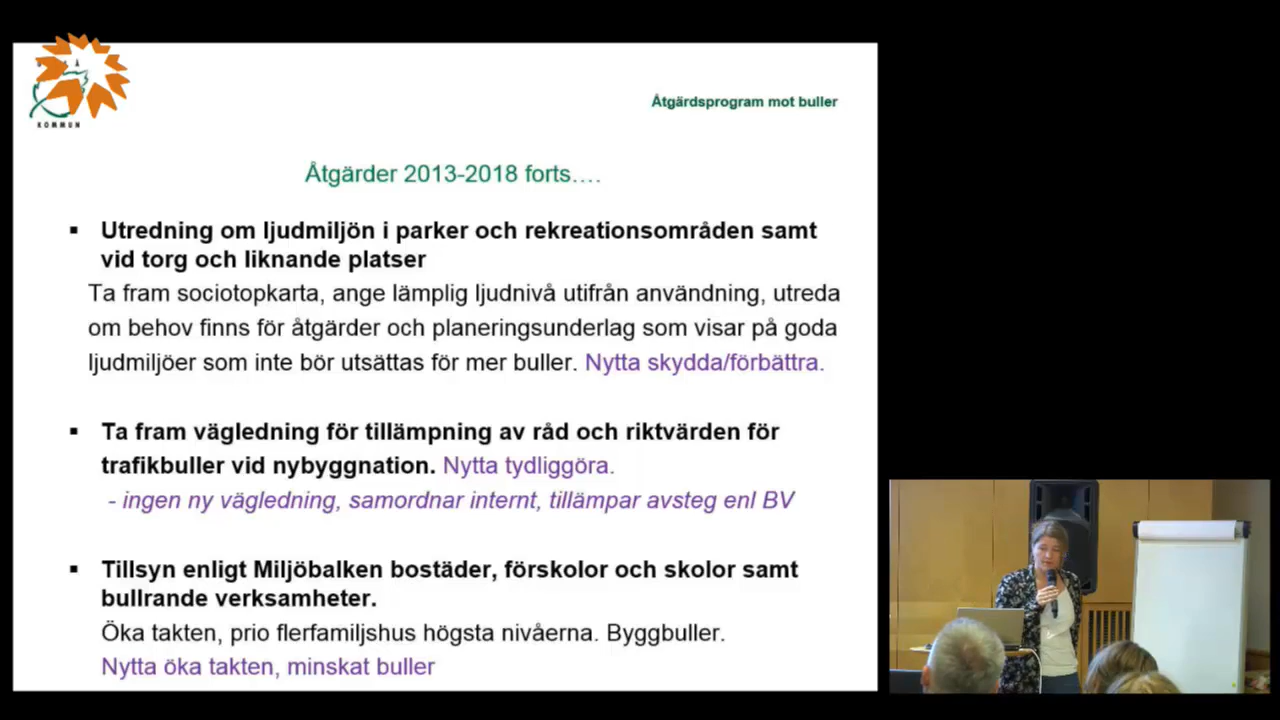 KOMMUN
Åtgärdsprogram mot buller
Åtgärder 2013-2018 forts….
▪ Utredning om ljudmiljön i parker och rekreationsområden samt
vid torg och liknande platser
Ta fram sociotopkarta, ange lämplig ljudnivå utifrån användning, utreda
om behov finns för åtgärder och planeringsunderlag som visar på goda
ljudmiljöer som inte bör utsättas för mer buller. Nytta skydda/förbättra.
▪ Ta fram vägledning för tillämpning av råd och riktvärden för
trafikbuller vid nybyggnation. Nytta tydliggöra.
- ingen ny vägledning, samordnar internt, tillämpar avsteg enl BV
▪ Tillsyn enligt Miljöbalken bostäder, förskolor och skolor samt
bullrande verksamheter.
Öka takten, prio flerfamiljshus högsta nivåerna. Byggbuller.
Nytta öka takten, minskat buller